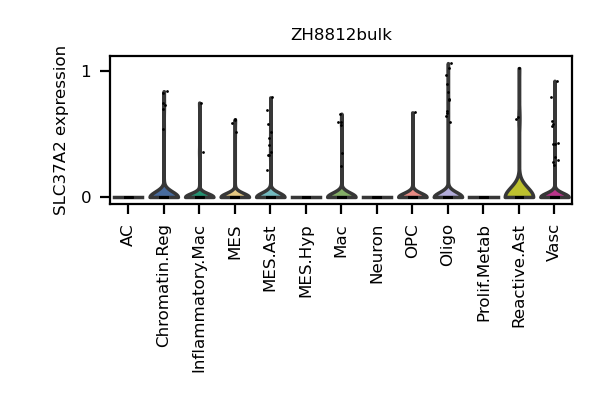 ZH8812bulk
SLC37A2 expression
1
0
AC
Chromatin.Reg
Inflammatory.Mac
MES
MES.Ast
MES.Hyp
Mac
Neuron
OPC
Oligo
Prolif.Metab
Reactive.Ast
Vasc